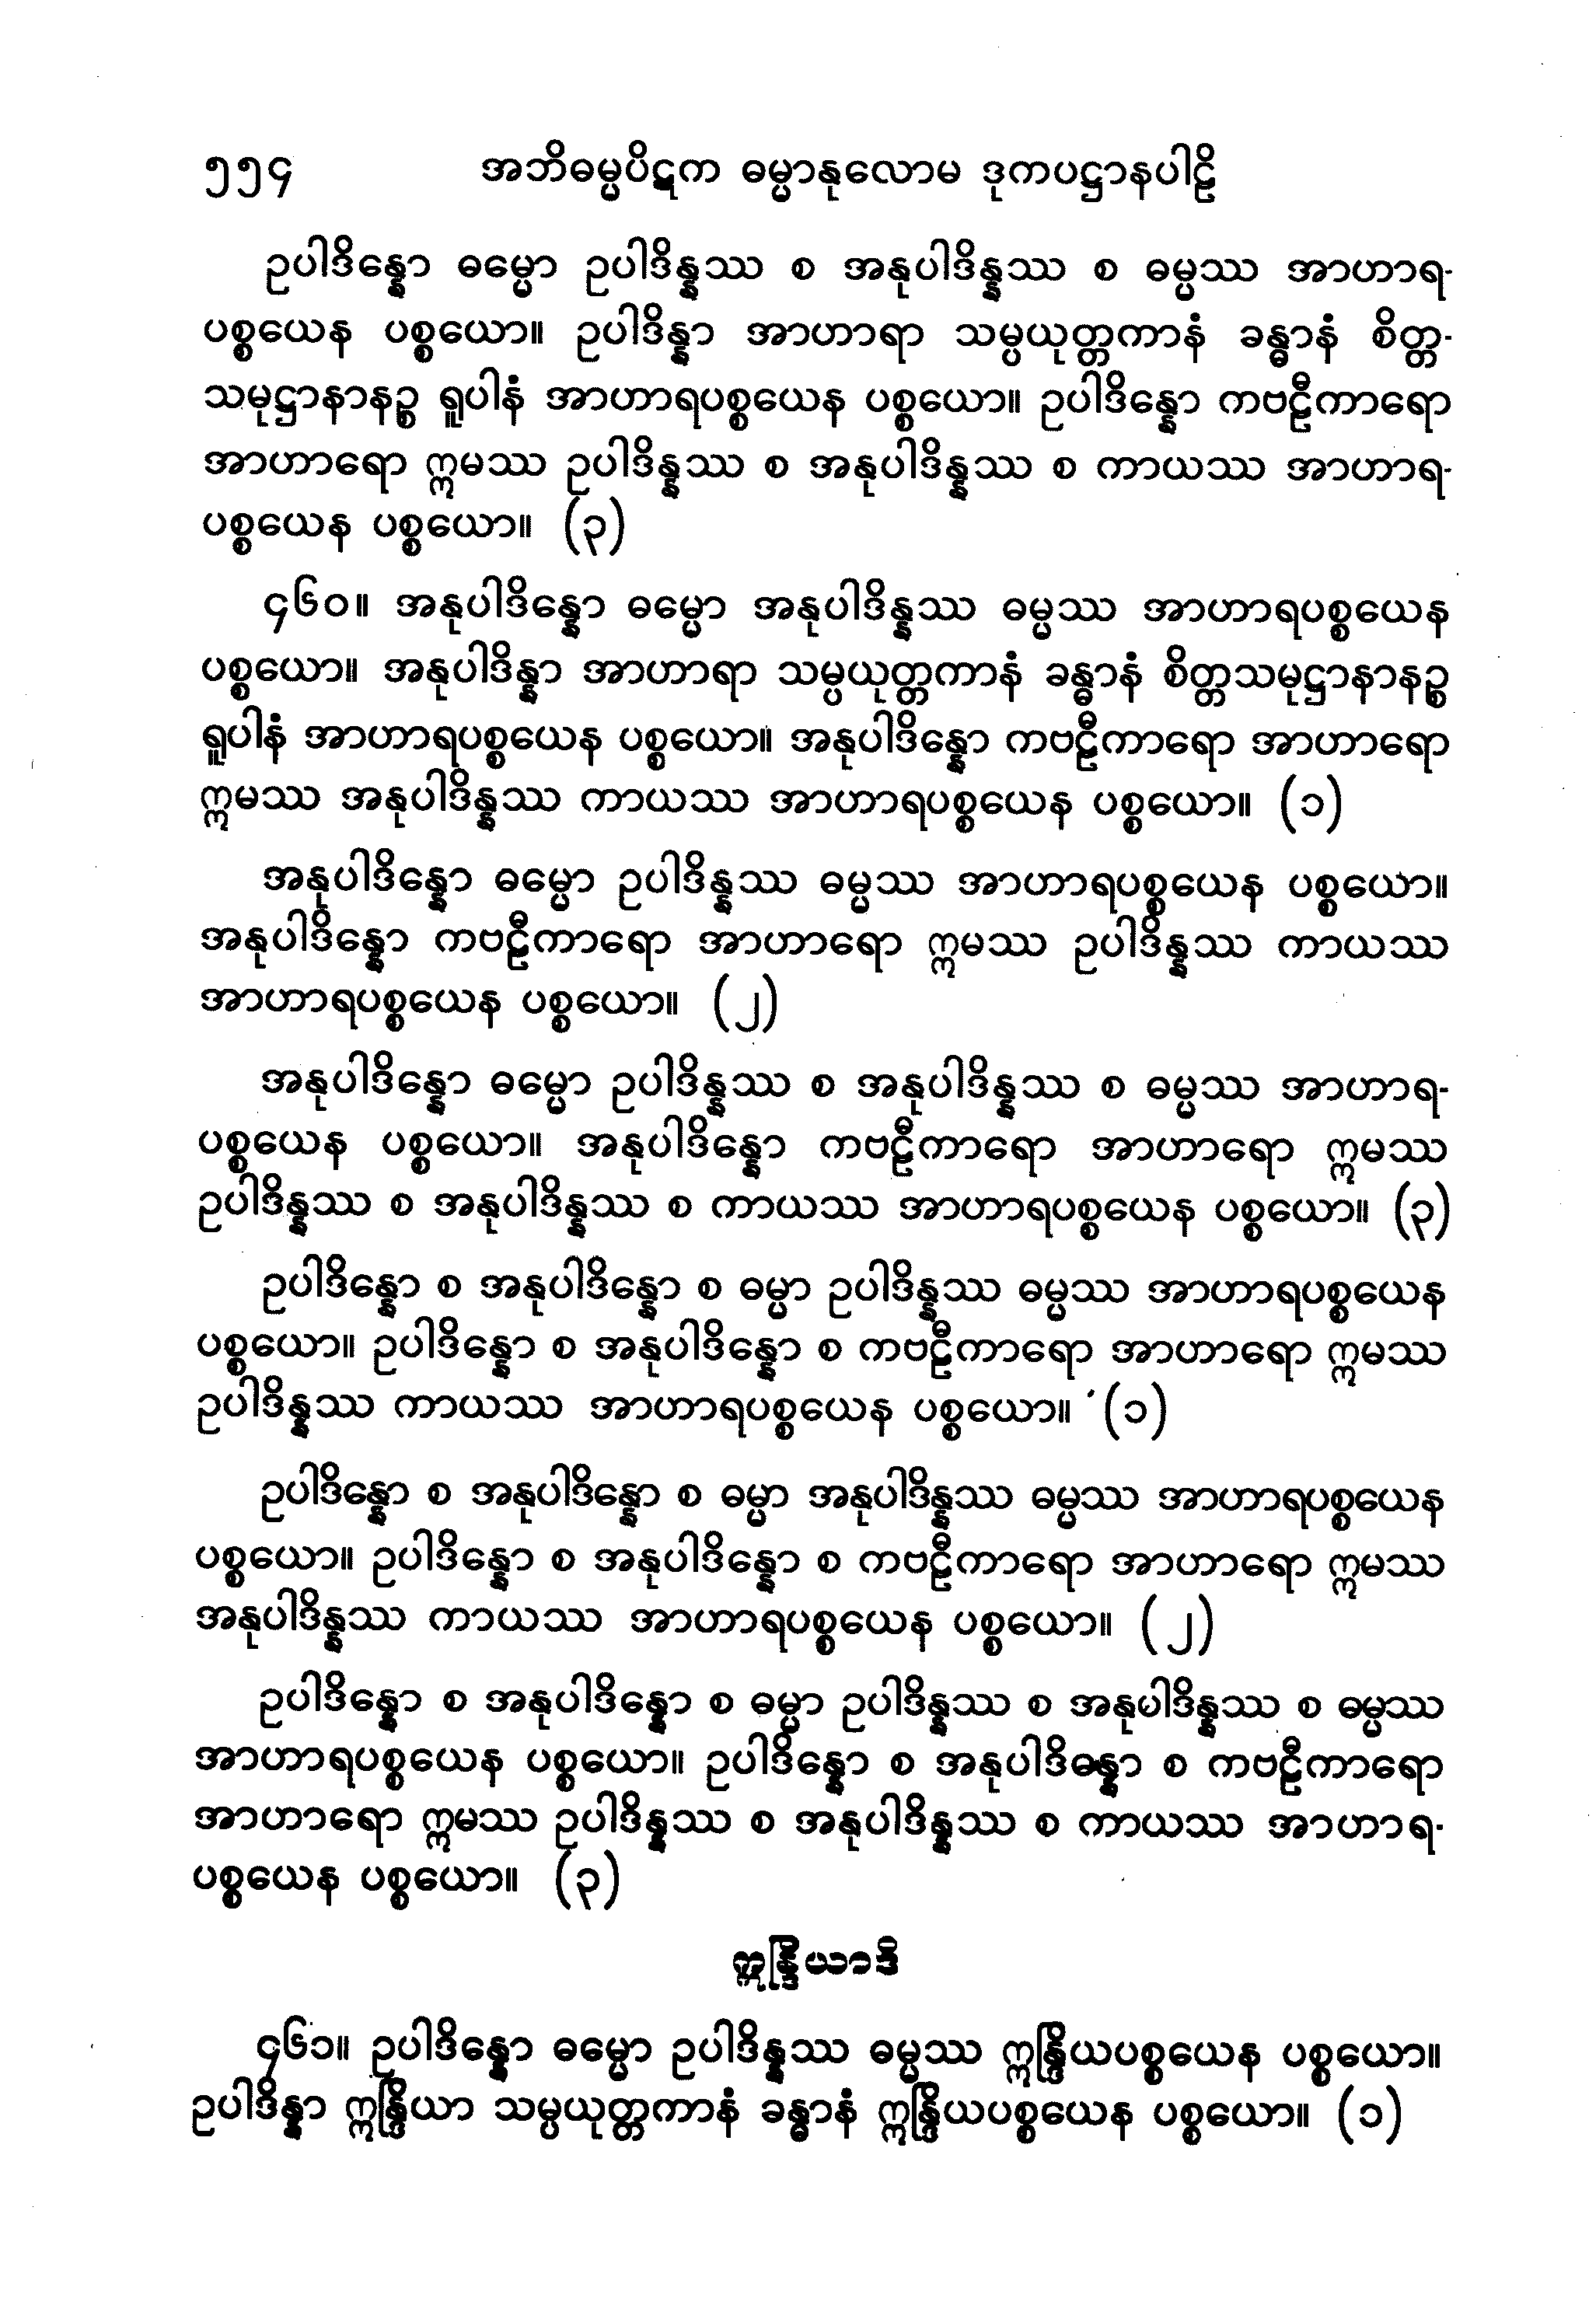 ၅၅၄ အဘိဓမ္မပိဋက ဓမ္မာနုလောမ ဒုကပဋ္ဌာနပါဠိ
ဥပါဒိန္နော ဓမ္မော ဥပါဒိန္နဿ စ အနုပါဒိန္နဿ စ ဓမ္မဿ အာဟာရ-
ပစ္စယေန ပစ္စယော။ ဥပါဒိန္နာ အာဟာရာ သမ္ပယုတ္တကာနံ ခန္ဓာနံ စိတ္တ-
သမုဋ္ဌာနာနဉ္စ ရူပါနံ အာဟာရပစ္စယေန ပစ္စယော။ ဥပါဒိန္နော ကဗဠီကာရော
အာဟာရော ဣမဿ ဥပါဒိန္နဿ စ အနုပါဒိန္နဿ စ ကာယဿ အာဟာရ-
ပစ္စယေန ပစ္စယော။ (၃)
၄၆၀။ အနုပါဒိန္နော ဓမ္မော အနုပါဒိန္နဿ ဓမ္မဿ အာဟာရပစ္စယေန
ပစ္စယော။ အနုပါဒိန္နာ အာဟာရာ သမ္ပယုတ္တကာနံ ခန္ဓာနံ စိတ္တသမုဋ္ဌာနာနဉ္စ
ရူပါနံ အာဟာရပစ္စယေန ပစ္စယော။ အနုပါဒိန္နော ကဗဠီကာရော အာဟာရော
ဣမဿ အနုပါဒိန္နဿ ကာယဿ အာဟာရပစ္စယေန ပစ္စယော။ (၁)
အနုပါဒိန္နော ဓမ္မော ဥပါဒိန္နဿ ဓမ္မဿ အာဟာရပစ္စယေန ပစ္စယော။
အနုပါဒိန္နော ကဗဠီကာရော အာဟာရော ဣမဿ ဥပါဒိန္နဿ ကာယဿ
အာဟာရပစ္စယေန ပစ္စယော။ (၂)
အနုပါဒိန္နော ဓမ္မော ဥပါဒိန္နဿ စ အနုပါဒိန္နဿ စ ဓမ္မဿ အာဟာရ-
ပစ္စယေန ပစ္စယော။ အနုပါဒိန္နော ကဗဠီကာရော အာဟာရော ဣမဿ
ဥပါဒိန္နဿ စ အနုပါဒိန္နဿ စ ကာယဿ အာဟာရပစ္စယေန ပစ္စယော။ (၃)
ဥပါဒိန္နော စ အနုပါဒိန္နော စ ဓမ္မာ ဥပါဒိန္နဿ ဓမ္မဿ အာဟာရပစ္စယေန
ပစ္စယော။ ဥပါဒိန္နော စ အနုပါဒိန္နော စ ကဗဠီကာရော အာဟာရော ဣမဿ
ဥပါဒိန္နဿ ကာယဿ အာဟာရပစ္စယေန ပစ္စယော။ (၁)
ဥပါဒိန္နော စ အနုပါဒိန္နော စ ဓမ္မာ အနုပါဒိန္နဿ ဓမ္မဿ အာဟာရပစ္စယေန
ပစ္စယော။ ဥပါဒိန္နော စ အနုပါဒိန္နော စ ကဗဠီကာရော အာဟာရော ဣမဿ
အနုပါဒိန္နဿ ကာယဿ အာဟာရပစ္စယေန ပစ္စယော။ (၂)
ဥပါဒိန္နော စ အနုပါဒိန္နော စ ဓမ္မာ ဥပါဒိန္နဿ စ အနုပါဒိန္နဿ စ ဓမ္မဿ
အာဟာရပစ္စယေန ပစ္စယော။ ဥပါဒိန္နော စ အနုပါဒိန္နော စ ကဗဠီကာရော
အာဟာရော ဣမဿ ဥပါဒိန္နဿ စ အနုပါဒိန္နဿ စ ကာယဿ အာဟာရ-
ပစ္စယေန ပစ္စယော။ (၃)
ဣန္ဒြိယာဒိ
၄၆၁။ ဥပါဒိန္နော ဓမ္မော ဥပါဒိန္နဿ ဓမ္မဿ ဣန္ဒြိယပစ္စယေန ပစ္စယော။
ဥပါဒိန္နာ ဣန္ဒြိယာ သမ္ပယုတ္တကာနံ ခန္ဓာနံ ဣန္ဒြိယပစ္စယေန ပစ္စယော။ (၁)